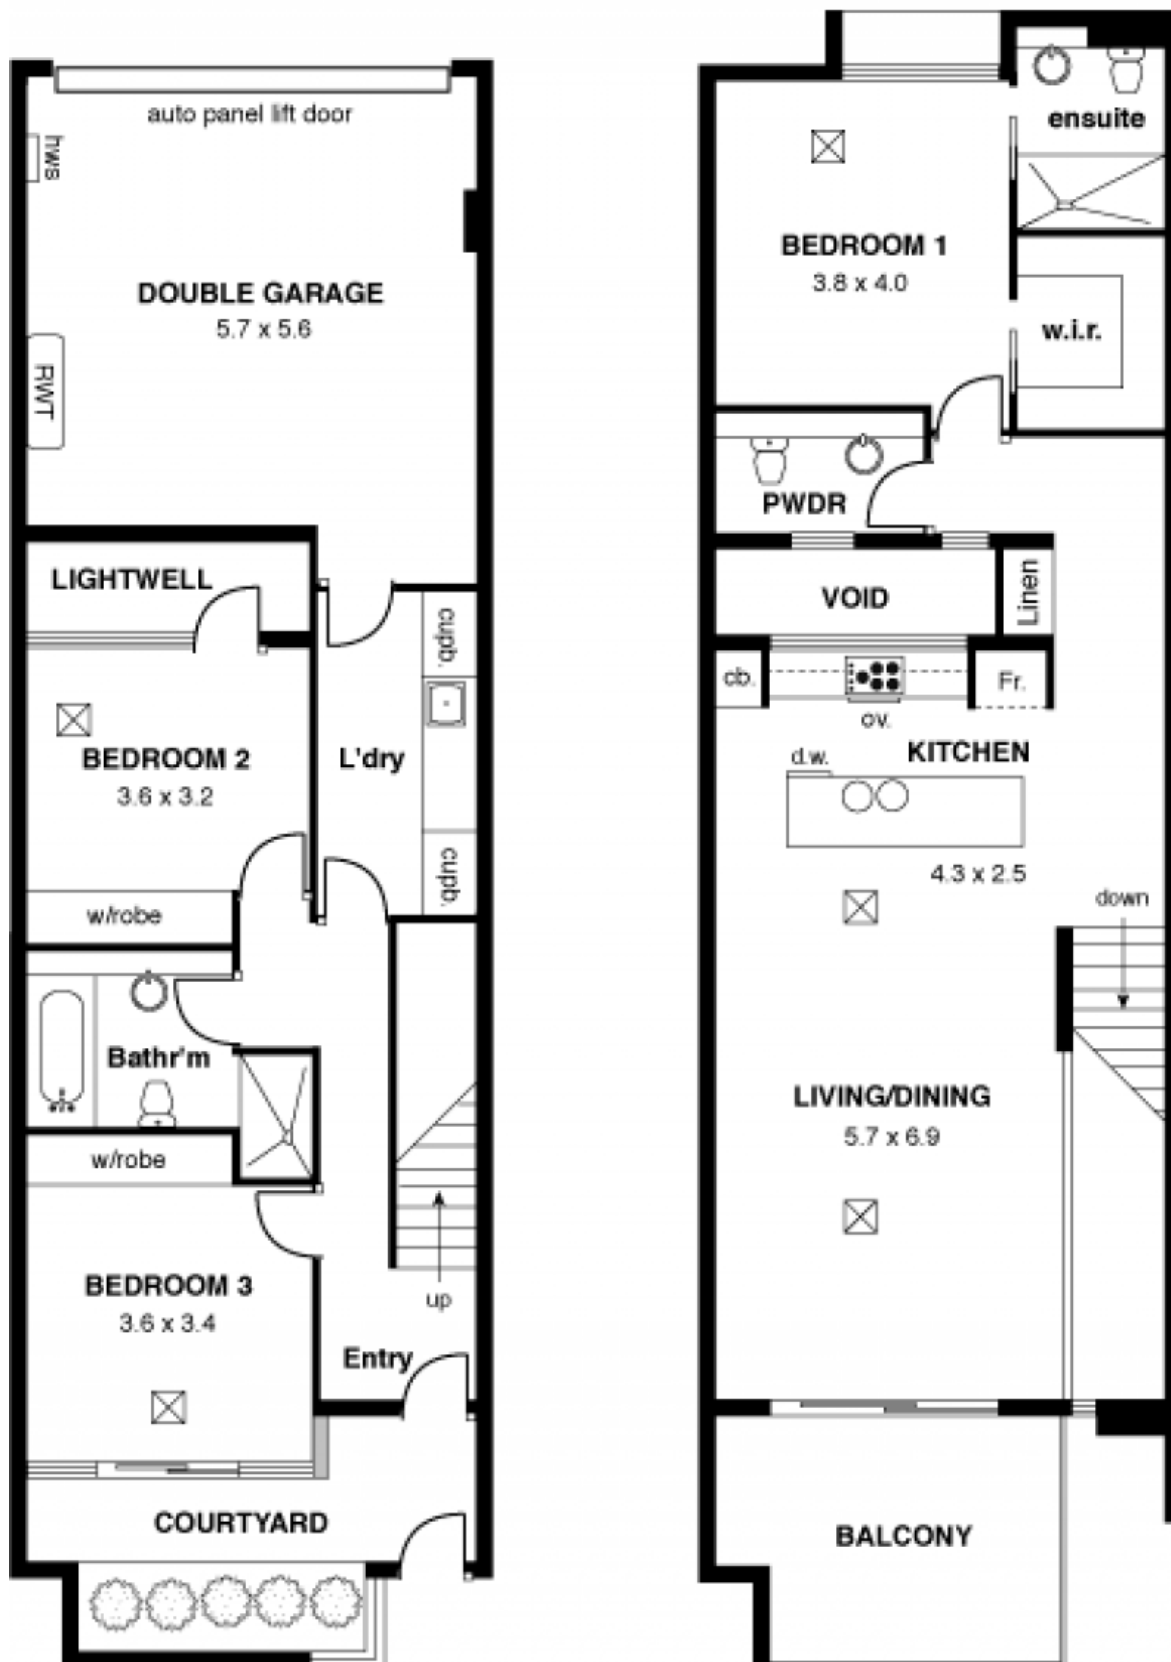 auto panel lift door
hws
DOUBLE GARAGE
5.7 x 5.6
RWT
LIGHTWELL
cupb.
BEDROOM 2
3.6 x 3.2
L'dry
cupb.
w/robe
Bathr'm
w/robe
BEDROOM 3
3.6 x 3.4
up
Entry
COURTYARD
ensuite
BEDROOM 1
3.8 x 4.0
w.i.r.
PWDR
VOID
Linen
cb.
Fr.
ov.
KITCHEN
d.w.
4.3 x 2.5
down
LIVING/DINING
5.7 x 6.9
BALCONY